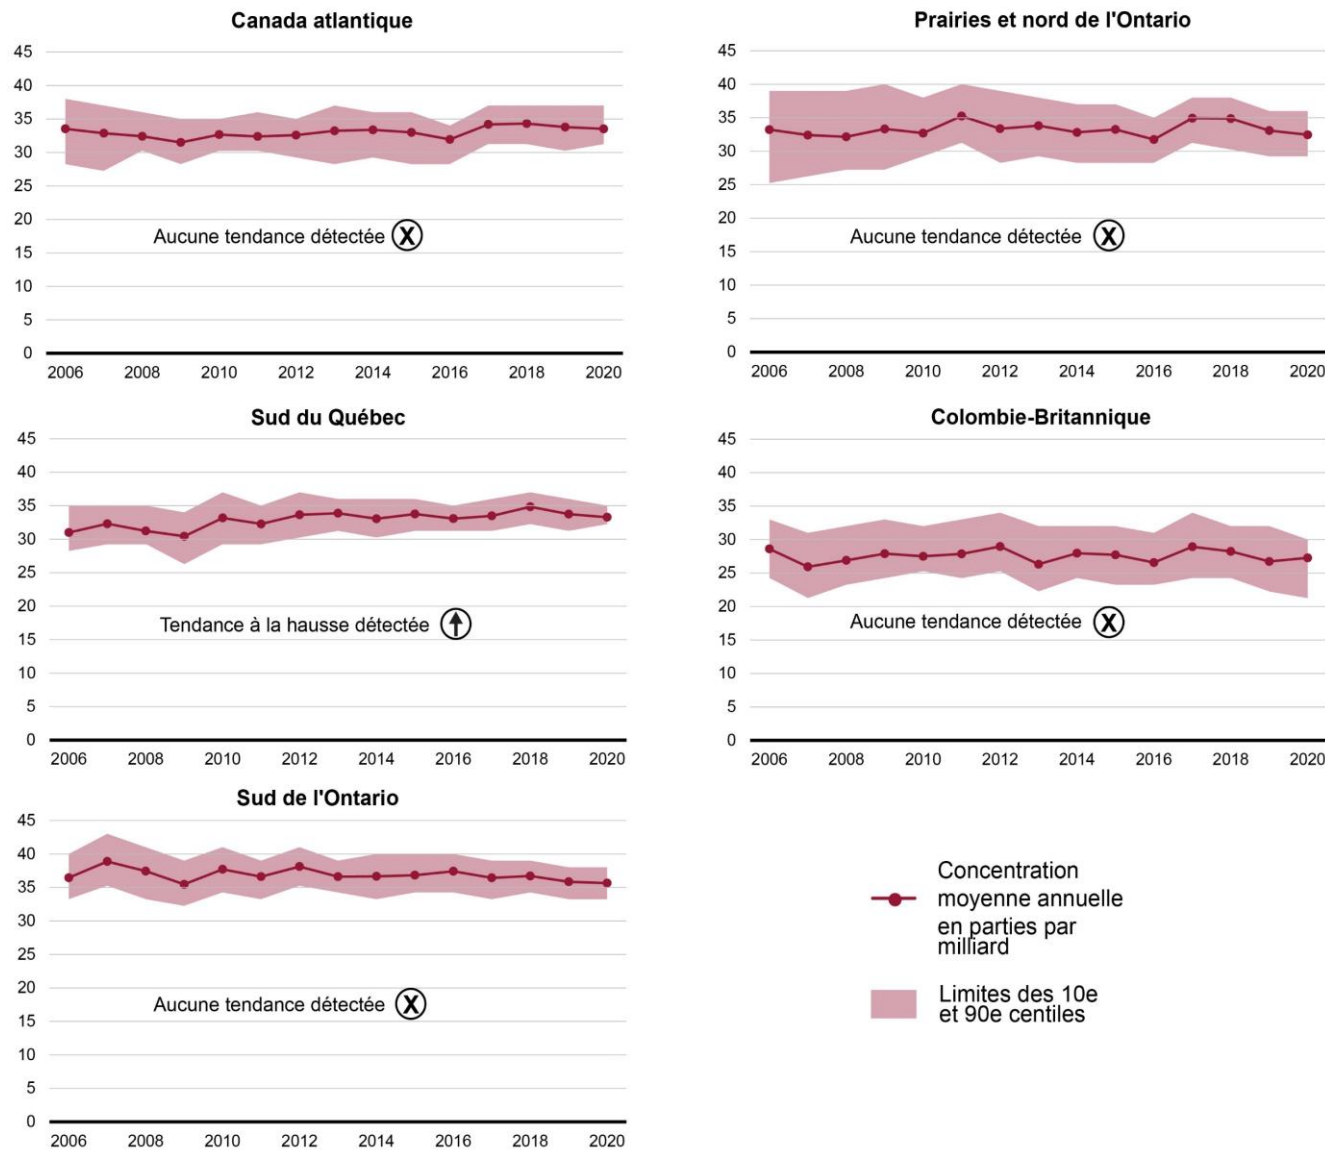 Canada atlantique
45
40
35
30
25
20
Aucune tendance détectée X
15
10
5
0
2006 2008 2010 2012 2014 2016 2018 2020
Prairies et nord de l'Ontario
45
40
35
30
25
20
Aucune tendance détectée X
15
10
5
0
2006 2008 2010 2012 2014 2016 2018 2020
Sud du Québec
45
40
35
30
25
20
Tendance à la hausse détectée
15
10
5
0
2006 2008 2010 2012 2014 2016 2018 2020
Colombie-Britannique
45
40
35
30
25
20
Aucune tendance détectée X
15
10
5
0
2006 2008 2010 2012 2014 2016 2018 2020
Sud de l'Ontario
45
40
35
30
25
20
Aucune tendance détectée X
15
10
5
0
2006 2008 2010 2012 2014 2016 2018 2020
Concentration
moyenne annuelle
en parties par
milliard
Limites des 10e
et 90e centiles